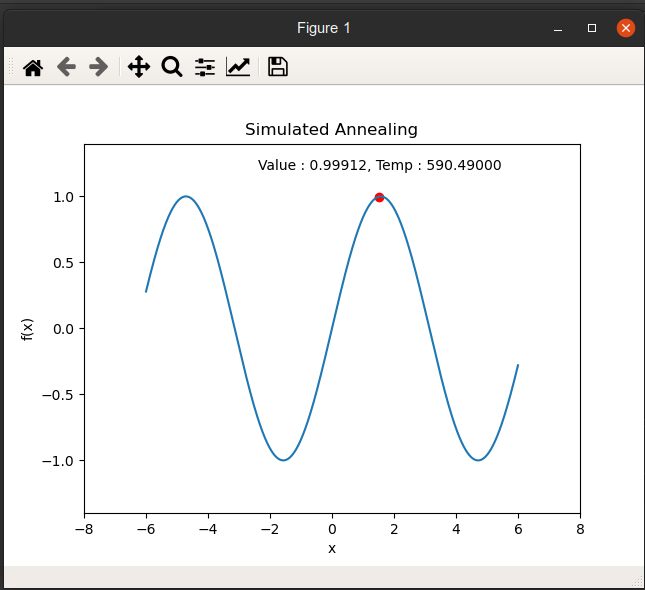 Figure 1
Simulated Annealing
Value : 0.99912, Temp : 590.49000
1.0
0.5
0.0
−0.5
−1.0
f(x)
−8 −6 −4 −2 0 2 4 6 8
x